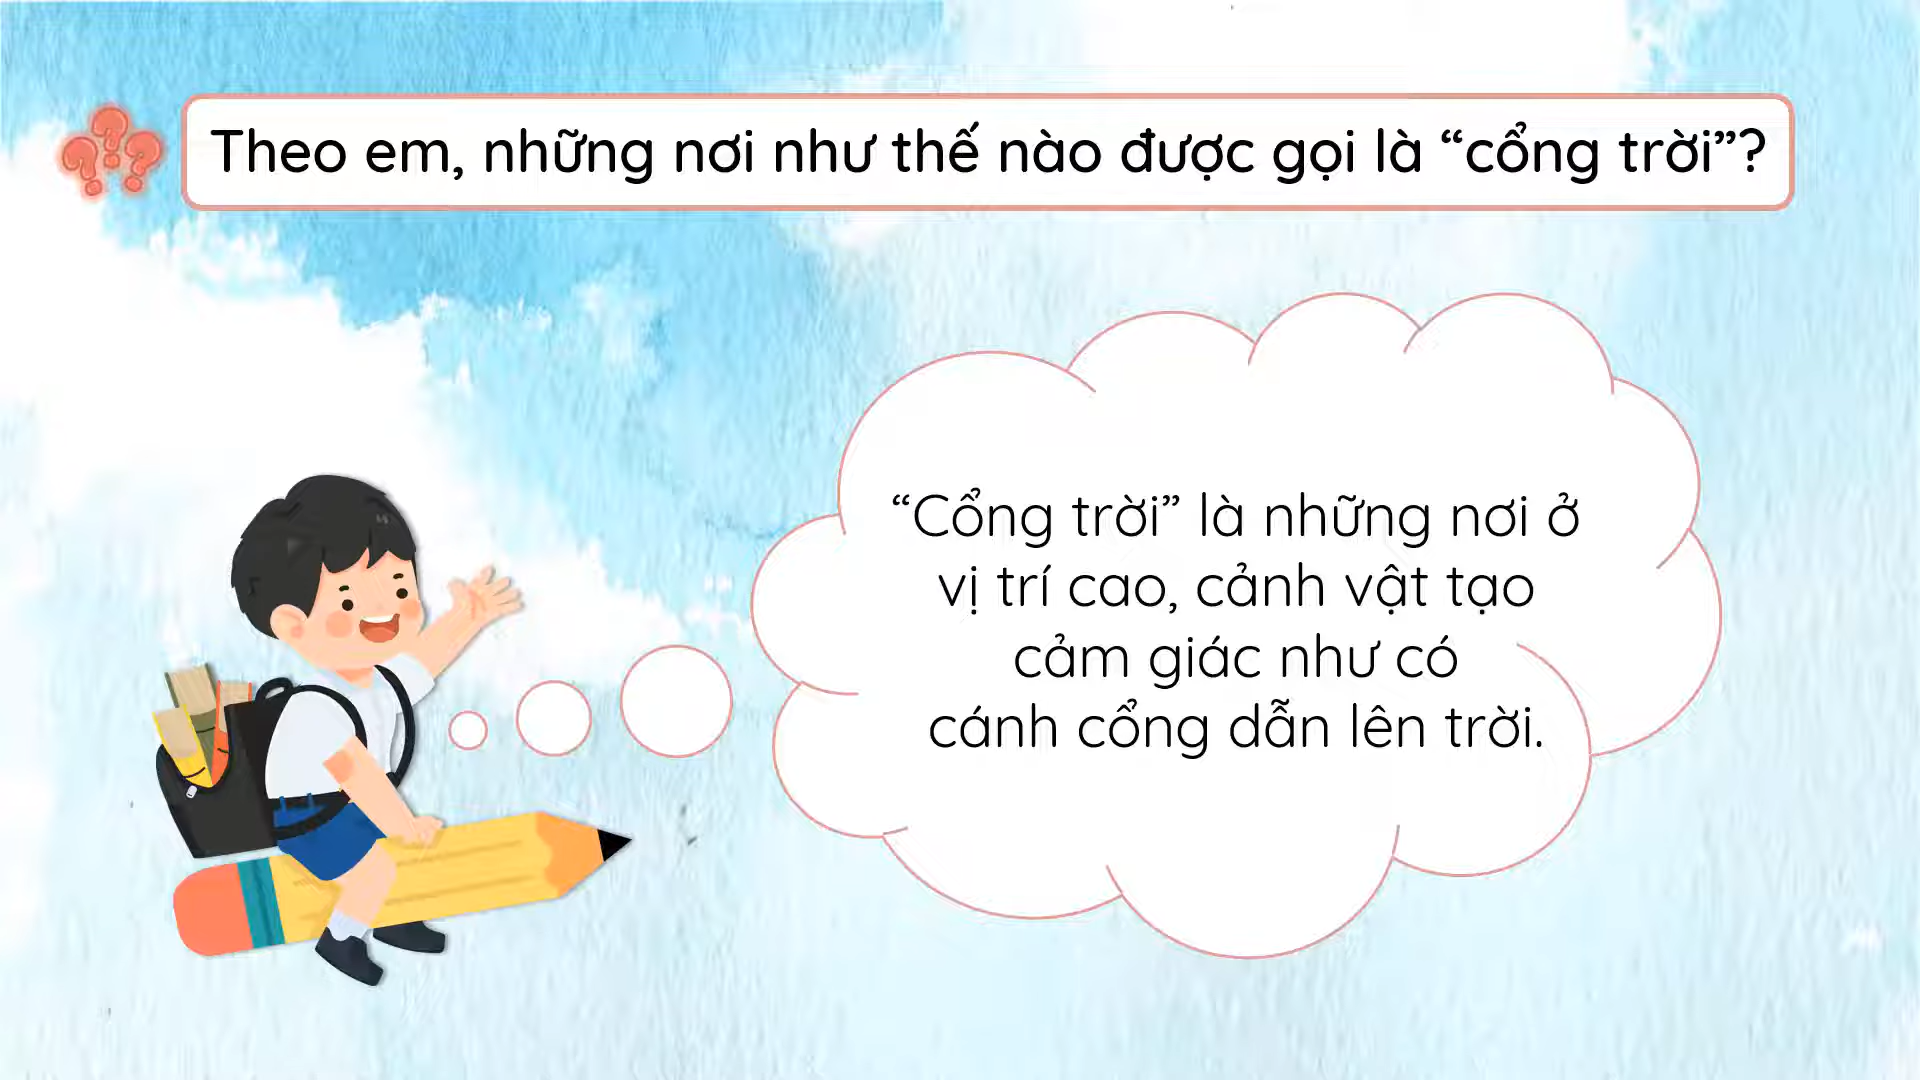 Theo em, những nơi như thế nào được gọi là “cổng trời”?
“Cổng trời” là những nơi ở
vị trí cao, cảnh vật tạo
cảm giác như có
cánh cổng dẫn lên trời.